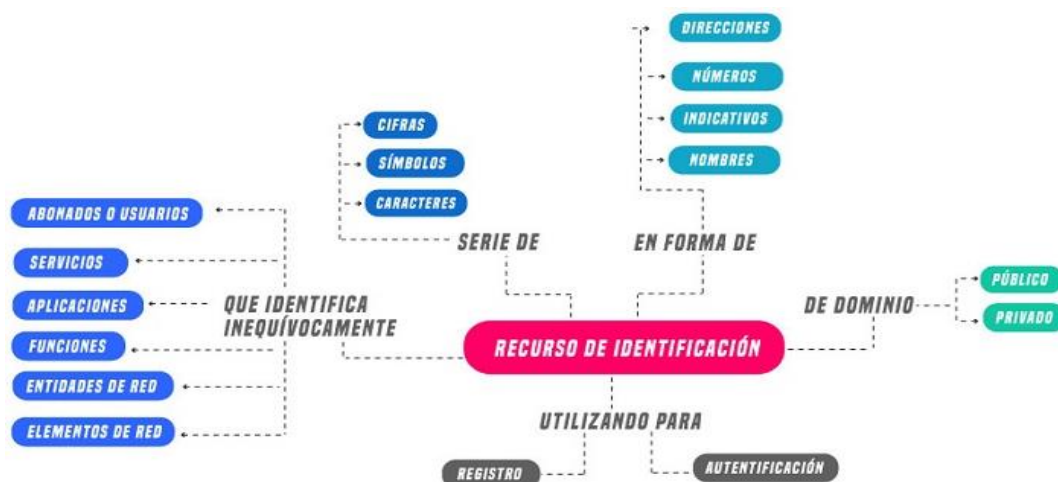 DIRECCIONES
NÚMEROS
INDICATIVOS
NOMBRES
CIFRAS
SÍMBOLOS
CARACTERES
SERIE DE
EN FORMA DE
ABONADOS O USUARIOS
SERVICIOS
APLICACIONES
FUNCIONES
ENTIDADES DE RED
ELEMENTOS DE RED
QUE IDENTIFICA
INEQUÍVOCAMENTE
RECURSO DE IDENTIFICACIÓN
DE DOMINIO
PÚBLICO
PRIVADO
UTILIZANDO PARA
REGISTRO
AUTENTIFICACIÓN